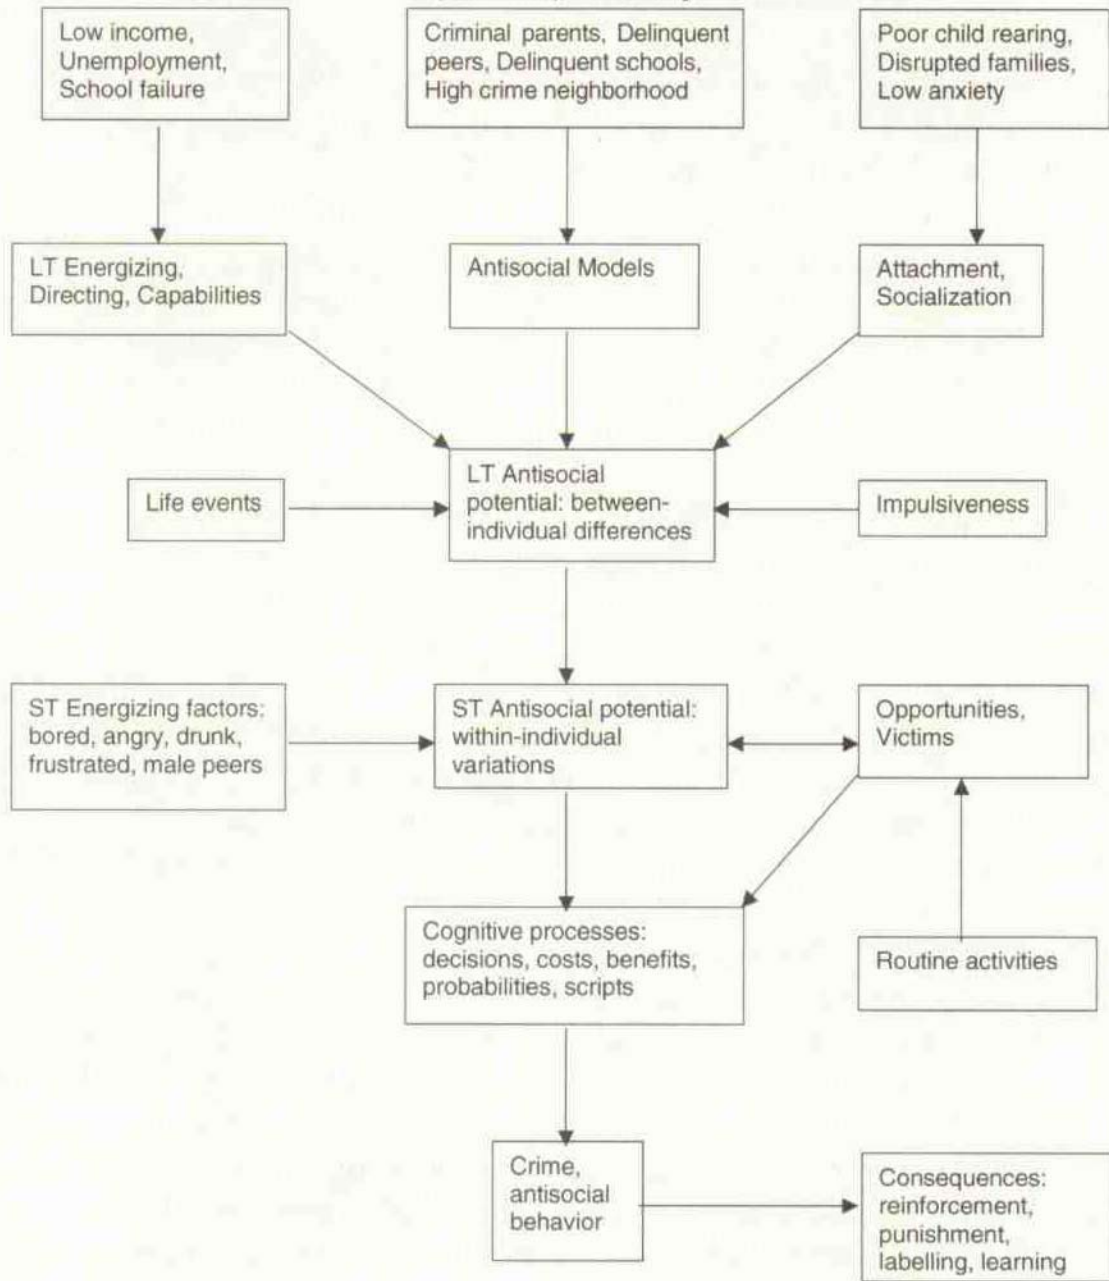 Low income,
Unemployment,
School failure
Criminal parents, Delinquent
peers, Delinquent schools,
High crime neighborhood
Poor child rearing,
Disrupted families,
Low anxiety
LT Energizing,
Directing, Capabilities
Antisocial Models
Attachment,
Socialization
LT Antisocial
potential: between-
individual differences
Life events
Impulsiveness
ST Energizing factors:
bored, angry, drunk,
frustrated, male peers
ST Antisocial potential:
within-individual
variations
Opportunities,
Victims
Cognitive processes:
decisions, costs, benefits,
probabilities, scripts
Routine activities
Crime,
antisocial
behavior
Consequences:
reinforcement,
punishment,
labelling, learning